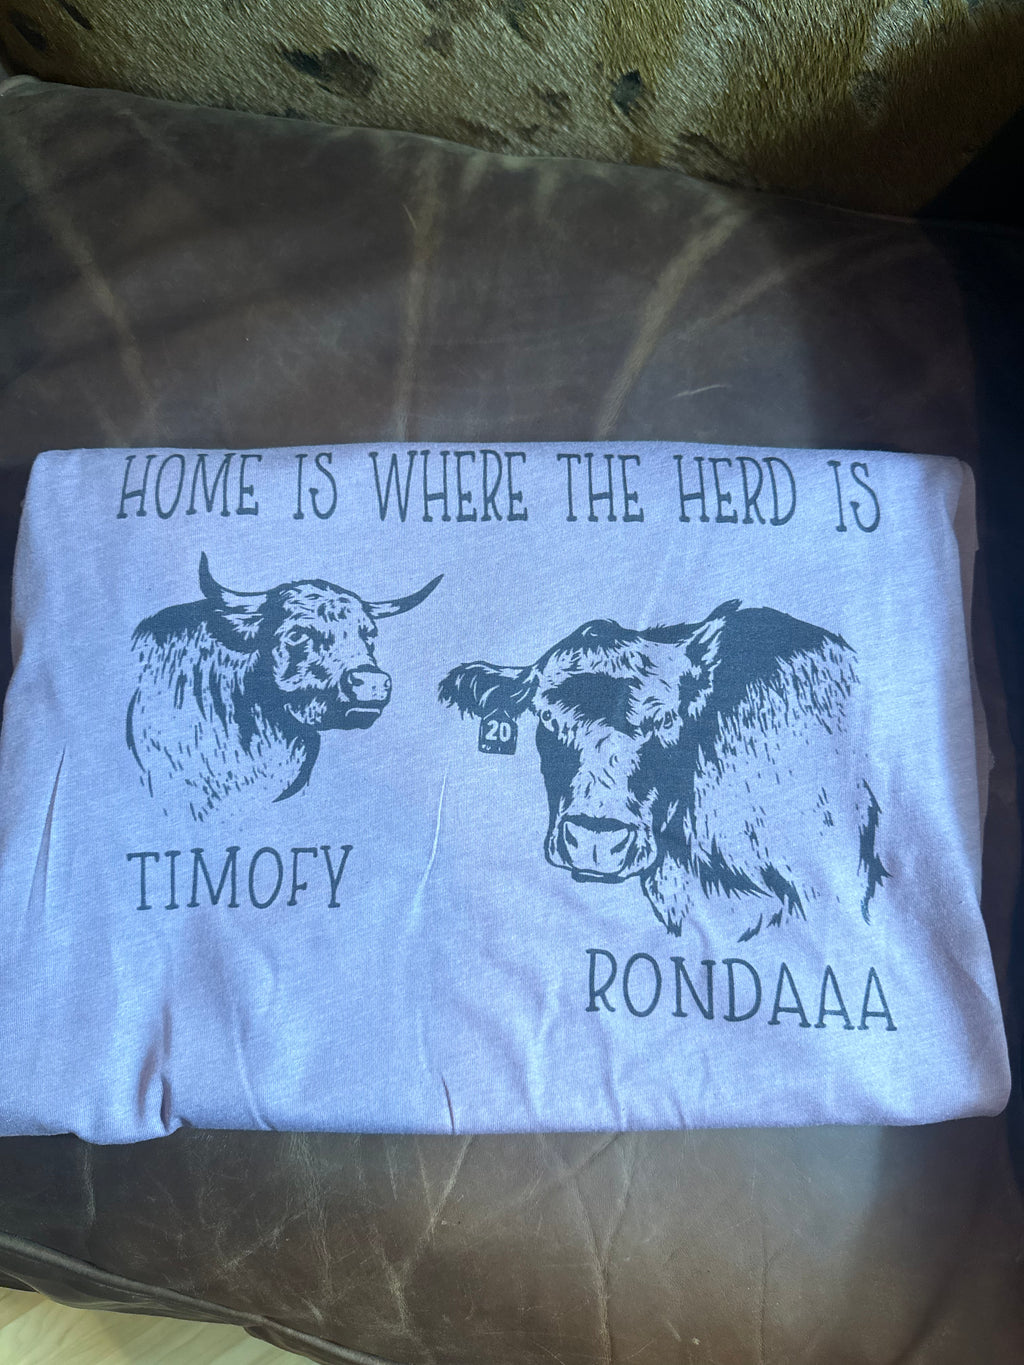 HOME IS WHERE THE HERD IS
20
TIMOFY
RONDAAA